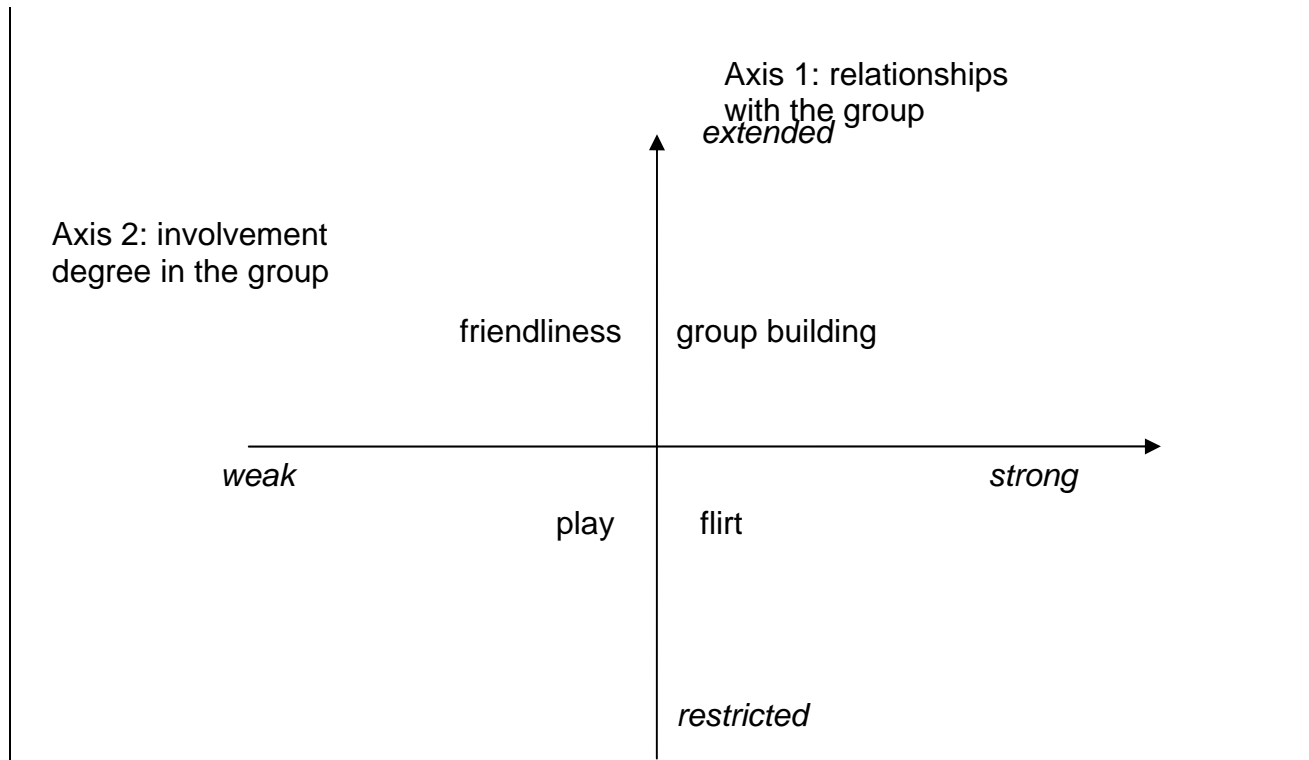 Axis 1: relationships
with the group
extended
Axis 2: involvement
degree in the group
friendliness
group building
weak
strong
play
flirt
restricted